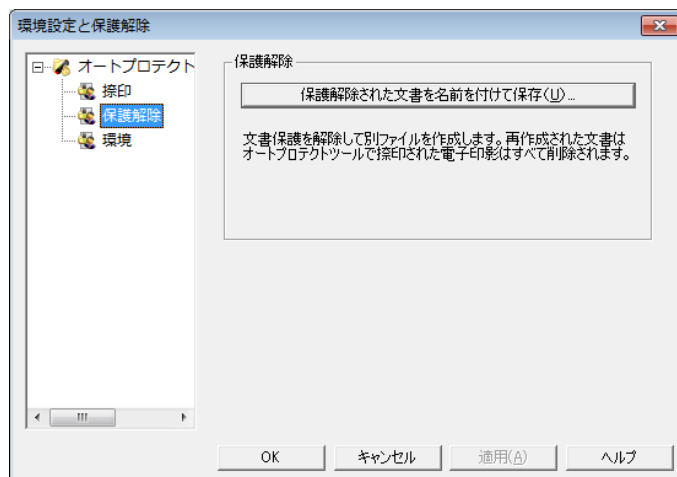 環境設定と保護解除
オートプロテクト
捺印
保護解除
環境
保護解除
保護解除された文書を名前を付けて保存(U)...
文書保護を解除して別ファイルを作成します。再作成された文書は
オートプロテクトツールで捺印された電子印影はすべて削除されます。
OK
キャンセル
適用(A)
ヘルプ